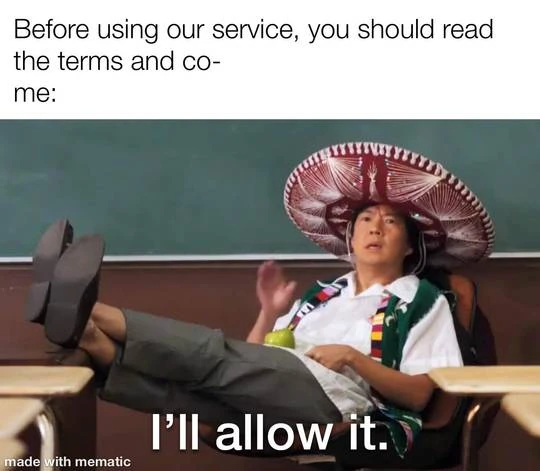 Before using our service, you should read
the terms and co-
me:
I'll allow it.
made with mematic